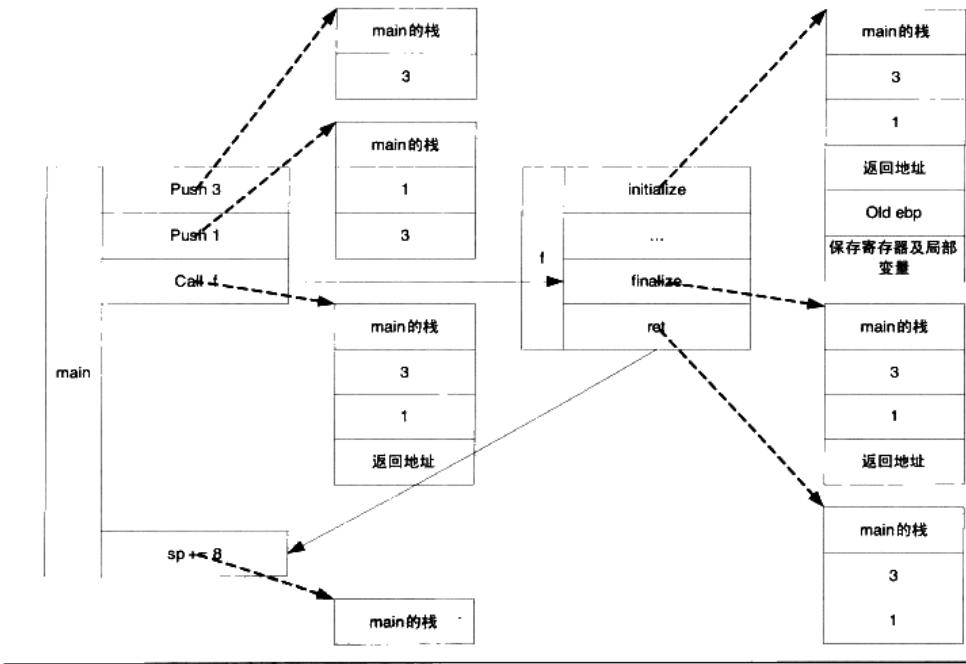 main的栈
...
3
main的栈
1
3
Push 3
Push 1
Call f
main
main的栈
3
1
返回地址
sp += 8
main的栈
f
initialize
...
finalize
ret
main的栈
3
1
返回地址
Old ebp
保存寄存器及局部
变量
main的栈
3
1
返回地址
main的栈
3
1